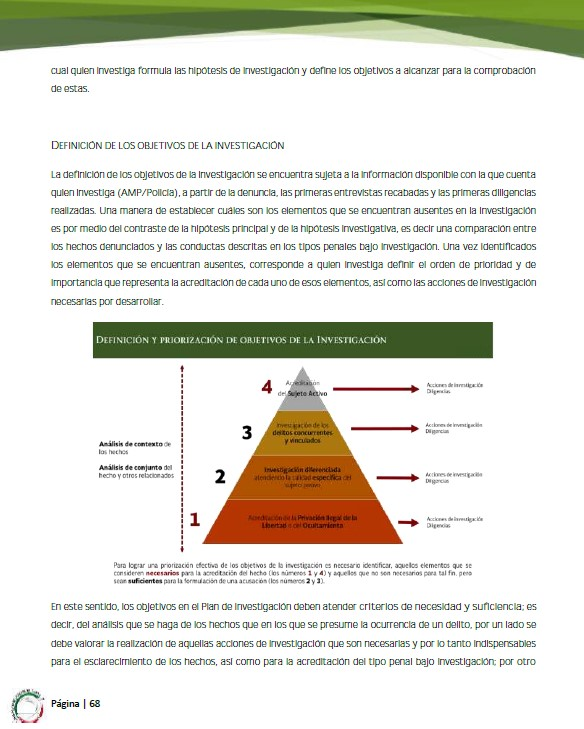 cual quien investiga formula las hipótesis de investigación y define los objetivos a alcanzar para la comprobación
de estas.
DEFINICIÓN DE LOS OBJETIVOS DE LA INVESTIGACIÓN
La definición de los objetivos de la investigación se encuentra sujeta a la información disponible con la que cuenta
quien investiga (AMP/Policía), a partir de la denuncia, las primeras entrevistas recabadas y las primeras diligencias
realizadas. Una manera de establecer cuáles son los elementos que se encuentran ausentes en la investigación
es por medio del contraste de la hipótesis principal y de la hipótesis investigativa, es decir una comparación entre
los hechos denunciados y las conductas descritas en los tipos penales bajo investigación. Una vez identificados
los elementos que se encuentran ausentes, corresponde a quien investiga definir el orden de prioridad y de
importancia que representa la acreditación de cada uno de esos elementos, así como las acciones de investigación
necesarias por desarrollar.
DEFINICIÓN Y PRIORIZACIÓN DE OBJETIVOS DE LA INVESTIGACIÓN
4
Acreditación
del Sujeto Activo
Acciones de investigación
Diligencias
3
Investigación de los
delitos concurrentes
y vinculados
Acciones de investigación
Diligencias
Análisis de contexto de
los hechos
Análisis de conjunto del
hecho y otros relacionados
2
Investigación diferenciada
atendiendo la calidad específica del
sujeto pasivo
Acciones de investigación
Diligencias
1
Acreditación de la Privación Ilegal de la
Libertad o del Ocultamiento
Acciones de investigación
Diligencias
Para lograr una priorización efectiva de los objetivos de la investigación es necesario identificar, aquellos elementos que se
consideren necesarios para la acreditación del hecho (los números 1 y 4) y aquellos que no son necesarios para tal fin, pero
sean suficientes para la formulación de una acusación (los números 2 y 3).
En este sentido, los objetivos en el Plan de Investigación deben atender criterios de necesidad y suficiencia; es
decir, del análisis que se haga de los hechos que en los que se presume la ocurrencia de un delito, por un lado se
debe valorar la realización de aquellas acciones de investigación que son necesarias y por lo tanto indispensables
para el esclarecimiento de los hechos, así como para la acreditación del tipo penal bajo investigación; por otro
Página | 68